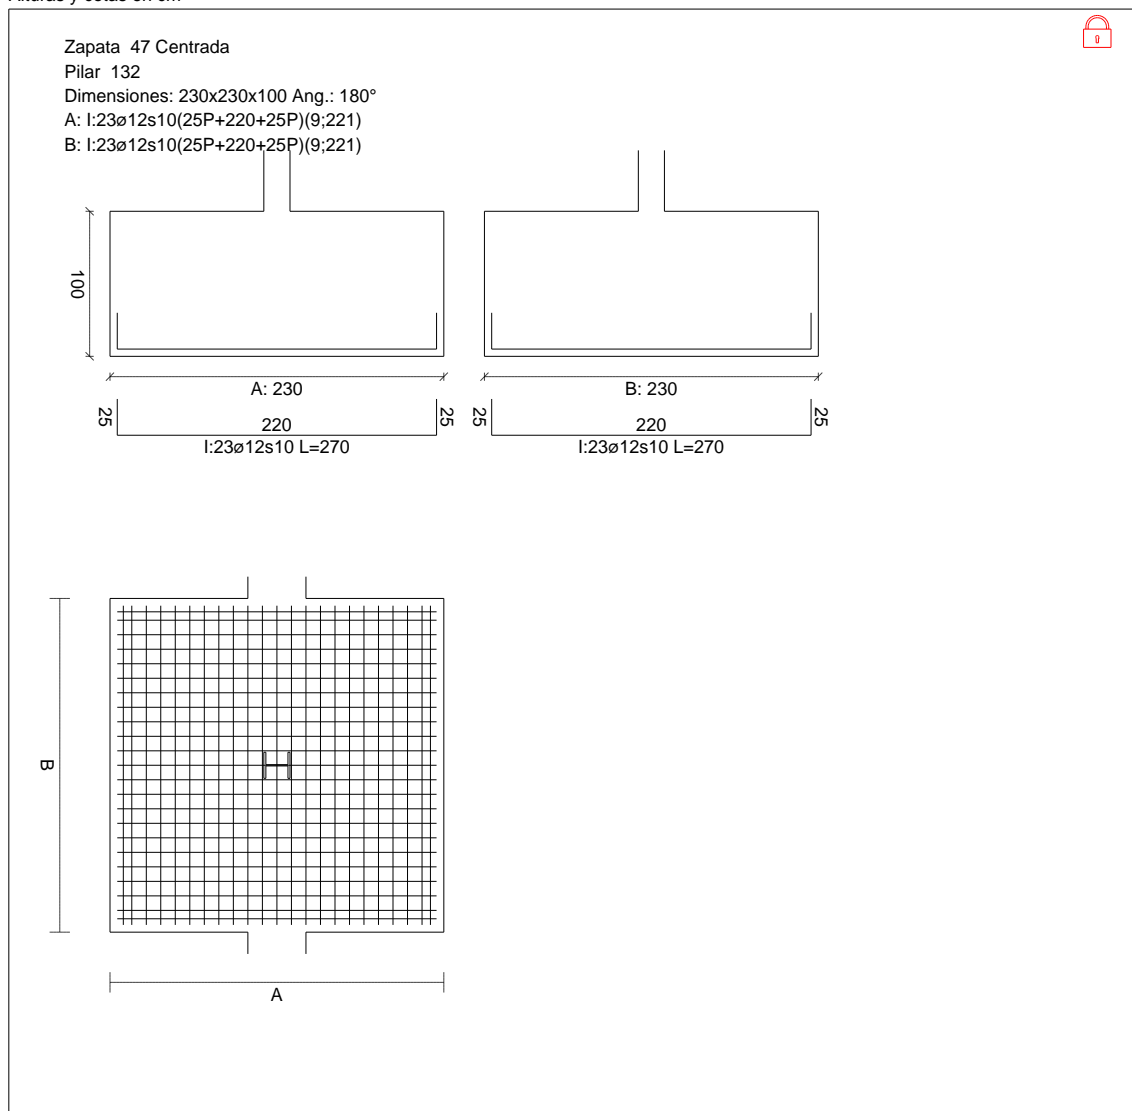 Zapata 47 Centrada
Pilar 132
Dimensiones: 230x230x100 Ang.: 180°
A: I:23ø12s10(25P+220+25P)(9;221)
B: I:23ø12s10(25P+220+25P)(9;221)
100
A: 230
B: 230
25
220
25
I:23ø12s10 L=270
25
220
25
I:23ø12s10 L=270
B
A